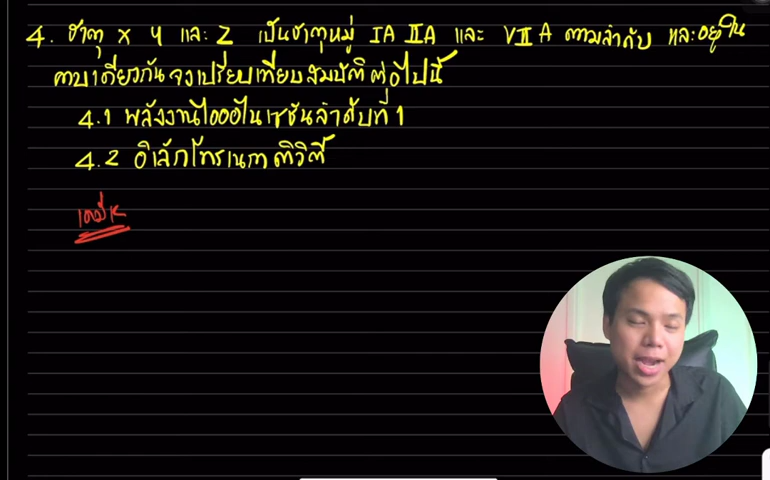 4. ธาตุ X Y และ Z เป็นธาตุหมู่ IA IIA และ VIIA ตามลำดับ และอยู่ใน
คาบเดียวกัน จงเปรียบเทียบสมบัติต่อไปนี้
4.1 พลังงานไอออไนเซชันลำดับที่ 1
4.2 อิเล็กโทรเนกาติวิตี